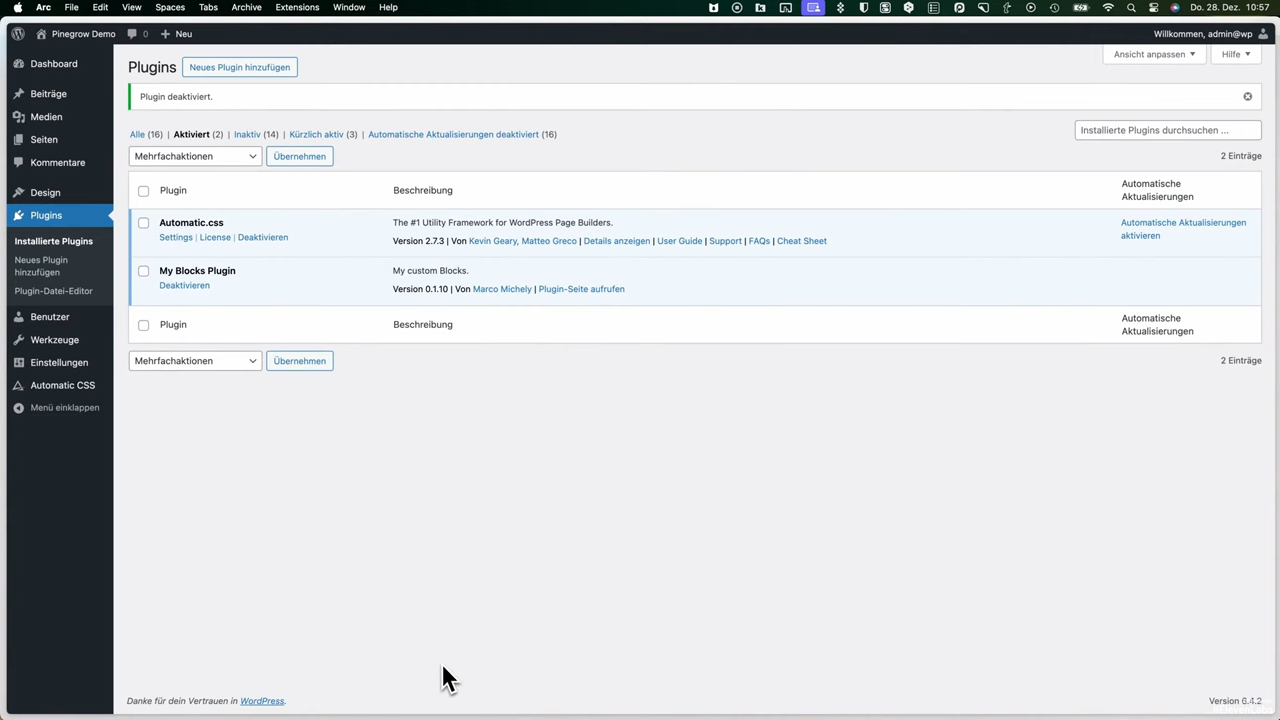 Arc File Edit View Spaces Tabs Archive Extensions Window Help Do. 28. Dez. 10:57
Pinegrow Demo 0 Neu Willkommen, admin@wp
Dashboard
Beiträge
Medien
Seiten
Kommentare
Design
Plugins
Installierte Plugins
Neues Plugin
hinzufügen
Plugin-Datei-Editor
Benutzer
Werkzeuge
Einstellungen
Automatic CSS
Menü einklappen
Ansicht anpassen Hilfe
Plugins Neues Plugin hinzufügen
Plugin deaktiviert.
Alle (16) | Aktiviert (2) | Inaktiv (14) | Kürzlich aktiv (3) | Automatische Aktualisierungen deaktiviert (16)
Installierte Plugins durchsuchen ...
Mehrfachaktionen Übernehmen 2 Einträge
Plugin Beschreibung Automatische
Aktualisierungen
Automatic.css The #1 Utility Framework for WordPress Page Builders. Automatische Aktualisierungen
aktivieren
Settings | License | Deaktivieren Version 2.7.3 | Von Kevin Geary, Matteo Greco | Details anzeigen | User Guide | Support | FAQs | Cheat Sheet
My Blocks Plugin My custom Blocks.
Deaktivieren Version 0.1.10 | Von Marco Michely | Plugin-Seite aufrufen
Plugin Beschreibung Automatische
Aktualisierungen
Mehrfachaktionen Übernehmen 2 Einträge
Danke für dein Vertrauen in WordPress. Version 6.4.2